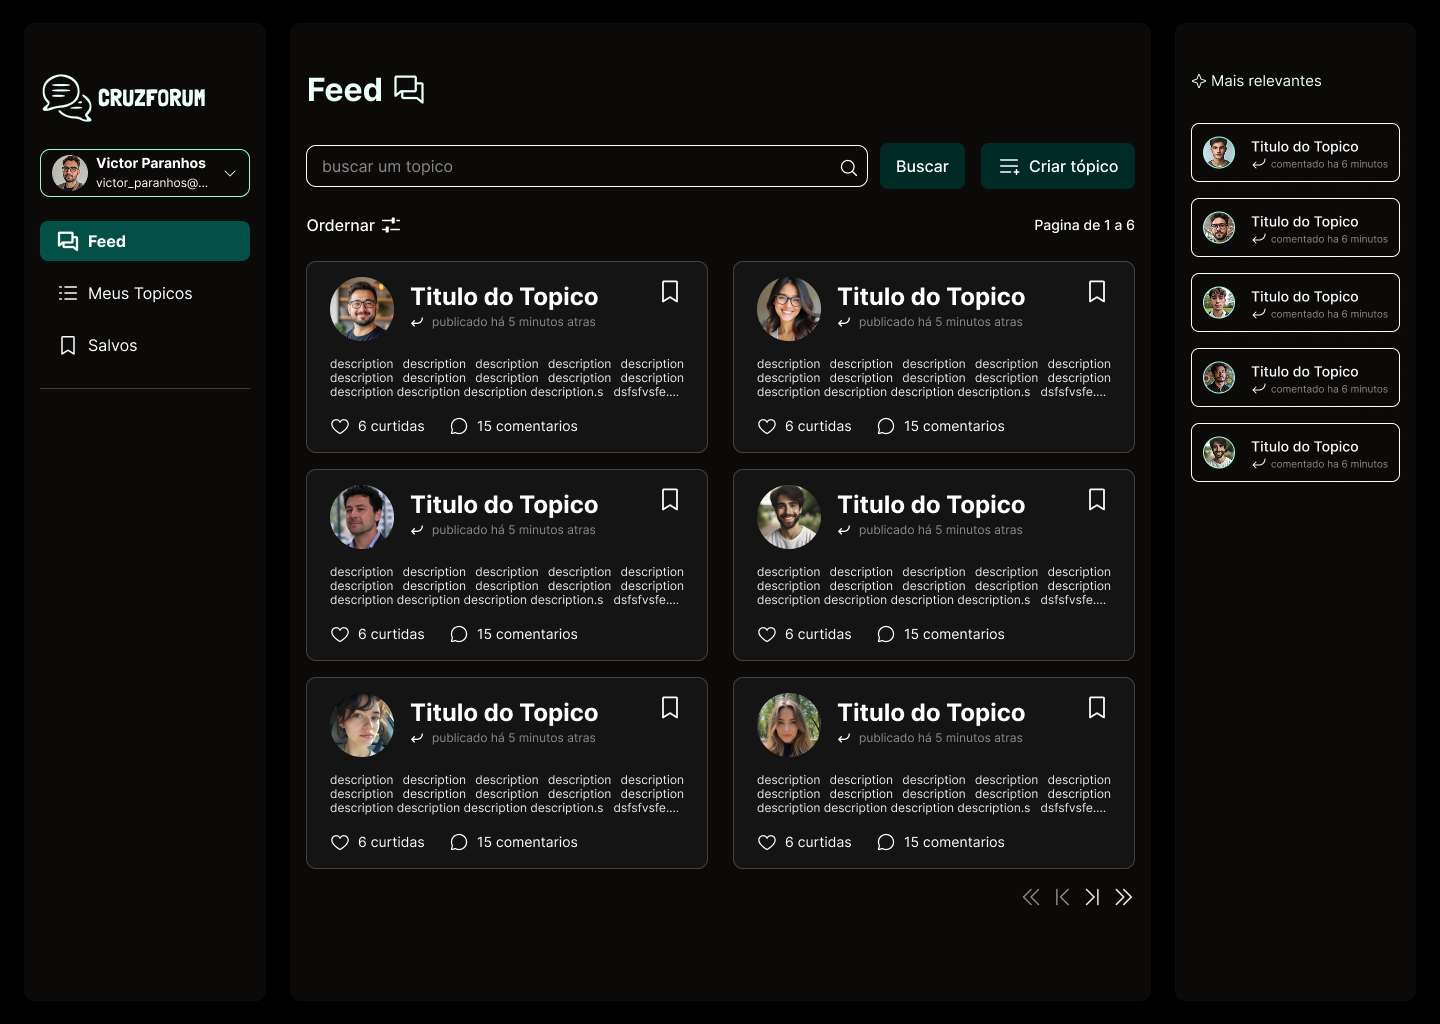 CRUZFORUM
Victor Paranhos
victor_paranhos@...
Feed
Meus Topicos
Salvos
Feed
buscar um topico
Buscar
Criar tópico
Ordernar
Pagina de 1 a 6
Titulo do Topico
publicado há 5 minutos atras
description description description description description
description description description description description
description description description description.s dsfsfvsfe....
6 curtidas
15 comentarios
Titulo do Topico
publicado há 5 minutos atras
description description description description description
description description description description description
description description description description.s dsfsfvsfe....
6 curtidas
15 comentarios
Titulo do Topico
publicado há 5 minutos atras
description description description description description
description description description description description
description description description description.s dsfsfvsfe....
6 curtidas
15 comentarios
Titulo do Topico
publicado há 5 minutos atras
description description description description description
description description description description description
description description description description.s dsfsfvsfe....
6 curtidas
15 comentarios
Titulo do Topico
publicado há 5 minutos atras
description description description description description
description description description description description
description description description description.s dsfsfvsfe....
6 curtidas
15 comentarios
Titulo do Topico
publicado há 5 minutos atras
description description description description description
description description description description description
description description description description.s dsfsfvsfe....
6 curtidas
15 comentarios
Mais relevantes
Titulo do Topico
comentado ha 6 minutos
Titulo do Topico
comentado ha 6 minutos
Titulo do Topico
comentado ha 6 minutos
Titulo do Topico
comentado ha 6 minutos
Titulo do Topico
comentado ha 6 minutos